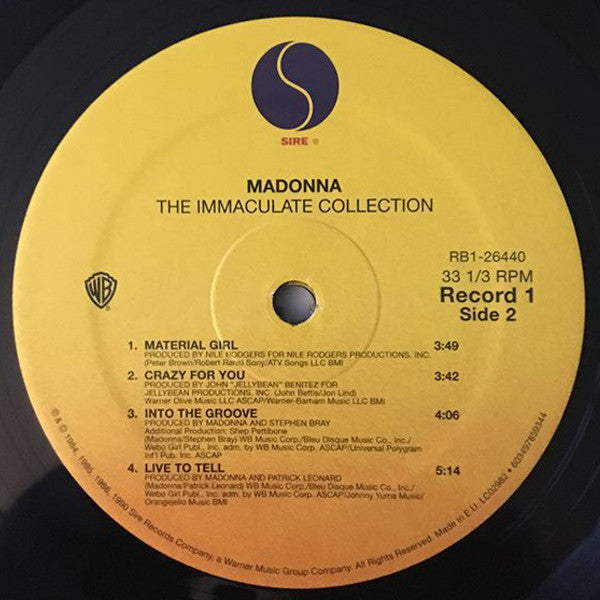 SIRE ®
MADONNA
THE IMMACULATE COLLECTION
RB1-26440
33 1/3 RPM
Record 1
Side 2
WB
®
1. MATERIAL GIRL 3:49
PRODUCED BY NILE RODGERS FOR NILE RODGERS PRODUCTIONS, INC.
(Peter Brown/Robert Rans) Sony/ATV Songs LLC BMI
2. CRAZY FOR YOU 3:42
PRODUCED BY JOHN "JELLYBEAN" BENITEZ FOR
JELLYBEAN PRODUCTIONS, INC. (John Bettis/Jon Lind)
Warner Olive Music LLC ASCAP/Warner-Barham Music LLC BMI
3. INTO THE GROOVE 4:06
PRODUCED BY MADONNA AND STEPHEN BRAY
Additional Production: Shep Pettibone
(Madonna/Stephen Bray) WB Music Corp./Bleu Disque Music Co., Inc./
Webo Girl Publ., Inc. adm. by WB Music Corp. ASCAP/Universal Polygram
Int'l Pub. Inc. ASCAP
4. LIVE TO TELL 5:14
PRODUCED BY MADONNA AND PATRICK LEONARD
(Madonna/Patrick Leonard) WB Music Corp./Bleu Disque Music Co., Inc./
Webo Girl Publ., Inc. adm. by WB Music Corp. ASCAP/Johnny Yuma Music/
Orangejello Music BMI
℗ & © 1984, 1985, 1986, 1990 Sire Records Company, a Warner Music Group Company. All Rights Reserved. Made in E.U. LC02982 • 603497859344